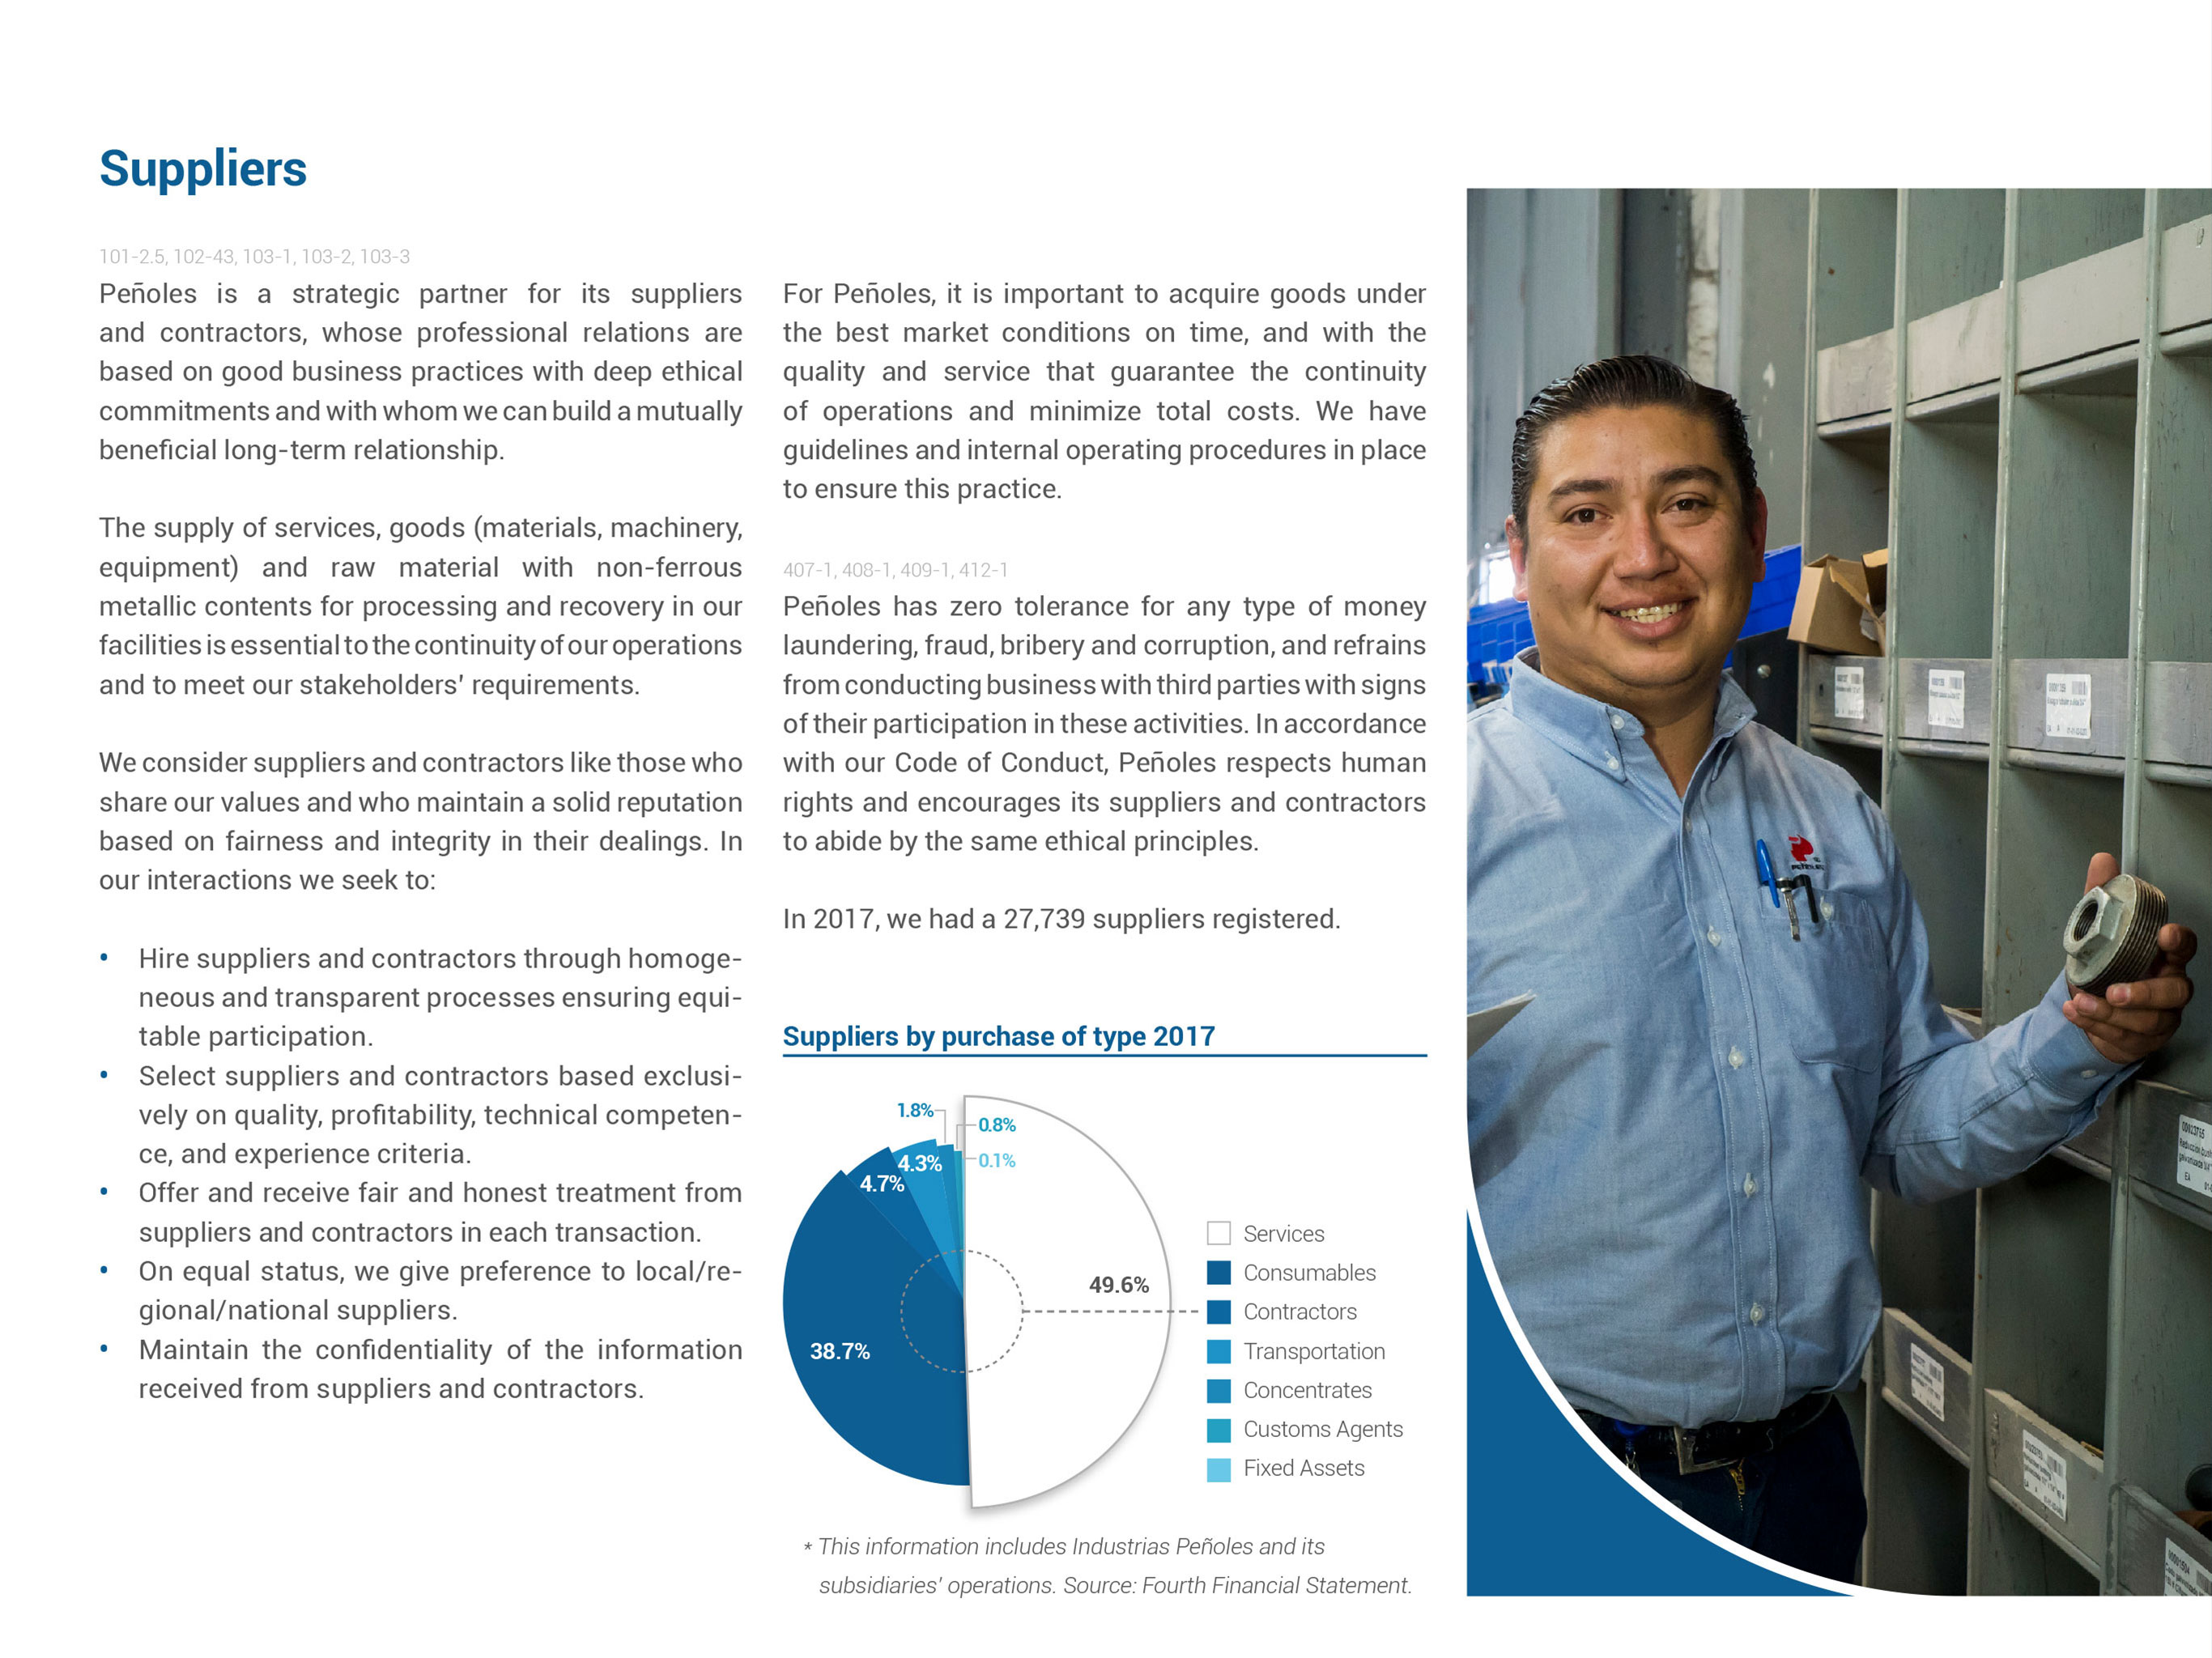 Suppliers
101-2.5, 102-43, 103-1, 103-2, 103-3
Peñoles is a strategic partner for its suppliers
and contractors, whose professional relations are
based on good business practices with deep ethical
commitments and with whom we can build a mutually
beneficial long-term relationship.
The supply of services, goods (materials, machinery,
equipment) and raw material with non-ferrous
metallic contents for processing and recovery in our
facilities is essential to the continuity of our operations
and to meet our stakeholders' requirements.
We consider suppliers and contractors like those who
share our values and who maintain a solid reputation
based on fairness and integrity in their dealings. In
our interactions we seek to:
• Hire suppliers and contractors through homoge-
neous and transparent processes ensuring equi-
table participation.
• Select suppliers and contractors based exclusi-
vely on quality, profitability, technical competen-
ce, and experience criteria.
• Offer and receive fair and honest treatment from
suppliers and contractors in each transaction.
• On equal status, we give preference to local/re-
gional/national suppliers.
• Maintain the confidentiality of the information
received from suppliers and contractors.
For Peñoles, it is important to acquire goods under
the best market conditions on time, and with the
quality and service that guarantee the continuity
of operations and minimize total costs. We have
guidelines and internal operating procedures in place
to ensure this practice.
407-1, 408-1, 409-1, 412-1
Peñoles has zero tolerance for any type of money
laundering, fraud, bribery and corruption, and refrains
from conducting business with third parties with signs
of their participation in these activities. In accordance
with our Code of Conduct, Peñoles respects human
rights and encourages its suppliers and contractors
to abide by the same ethical principles.
In 2017, we had a 27,739 suppliers registered.
Suppliers by purchase of type 2017
1.8%
0.8%
4.3%
0.1%
4.7%
49.6%
38.7%
Services
Consumables
Contractors
Transportation
Concentrates
Customs Agents
Fixed Assets
* This information includes Industrias Peñoles and its
subsidiaries' operations. Source: Fourth Financial Statement.